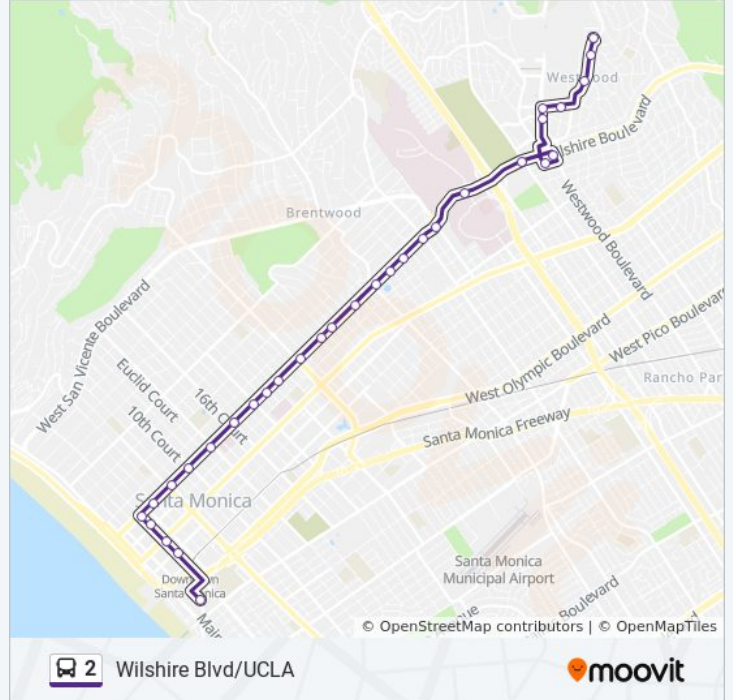 Westwood
Wilshire Boulevard
Brentwood
Westwood Boulevard
West San Vicente Boulevard
West Pico Boulevar
West Olympic Boulevard
Euclid Court
16th Court
10th Court
Rancho Par
Santa Monica Freeway
Santa Monica
Santa Monica
Municipal Airport
Downtown
Santa Monica
Boulevard
Main
© OpenStreetMap contributors | © OpenMapTiles
2 Wilshire Blvd/UCLA
moovit